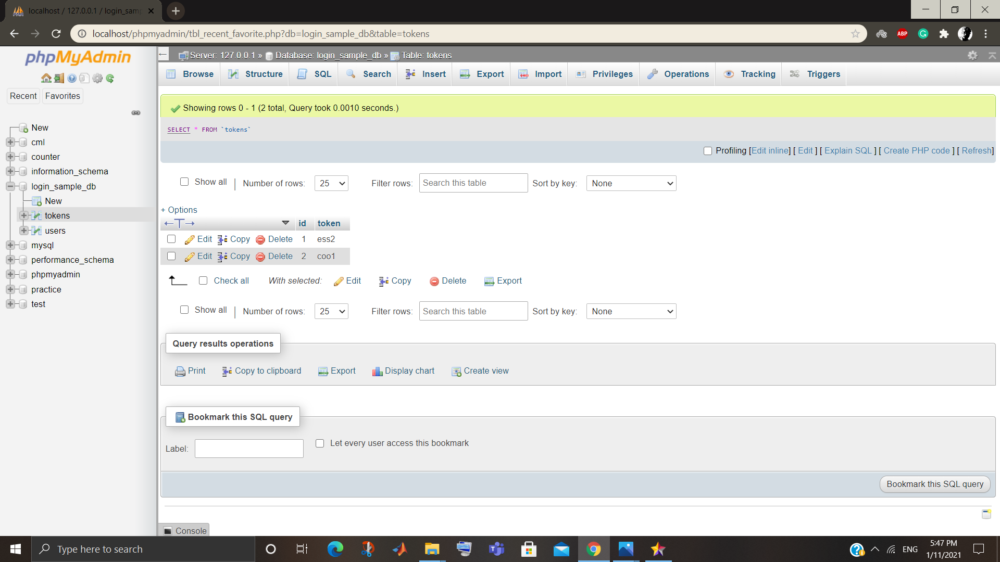 localhost / 127.0.0.1 / login_sam
localhost/phpmyadmin/tbl_recent_favorite.php?db=login_sample_db&table=tokens
ABP
phpMyAdmin
Recent Favorites
New
cml
counter
information_schema
login_sample_db
New
tokens
users
mysql
performance_schema
phpmyadmin
practice
test
Server: 127.0.0.1 » Database: login_sample_db » Table: tokens
Browse Structure SQL Search Insert Export Import Privileges Operations Tracking Triggers
Showing rows 0 - 1 (2 total, Query took 0.0010 seconds.)
SELECT * FROM `tokens`
Profiling [Edit inline] [ Edit ] [ Explain SQL ] [ Create PHP code ] [ Refresh]
Show all | Number of rows: 25 Filter rows: Search this table Sort by key: None
+ Options
←T→ id token
Edit Copy Delete 1 ess2
Edit Copy Delete 2 coo1
Check all With selected: Edit Copy Delete Export
Show all | Number of rows: 25 Filter rows: Search this table Sort by key: None
Query results operations
Print Copy to clipboard Export Display chart Create view
Bookmark this SQL query
Label: Let every user access this bookmark
Bookmark this SQL query
Console
Type here to search
ENG
5:47 PM
1/11/2021